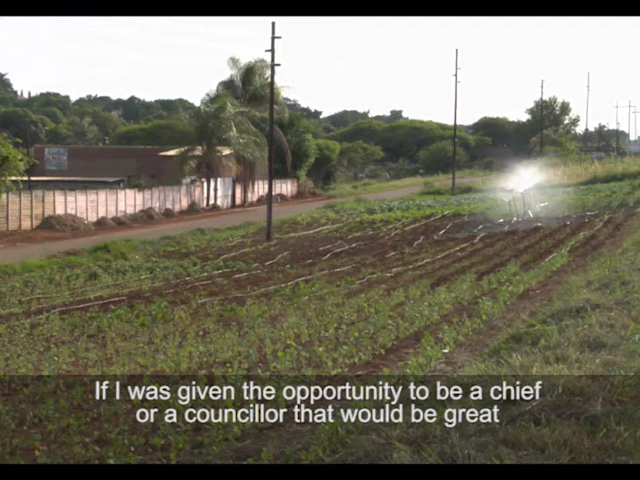 If I was given the opportunity to be a chief
or a councillor that would be great